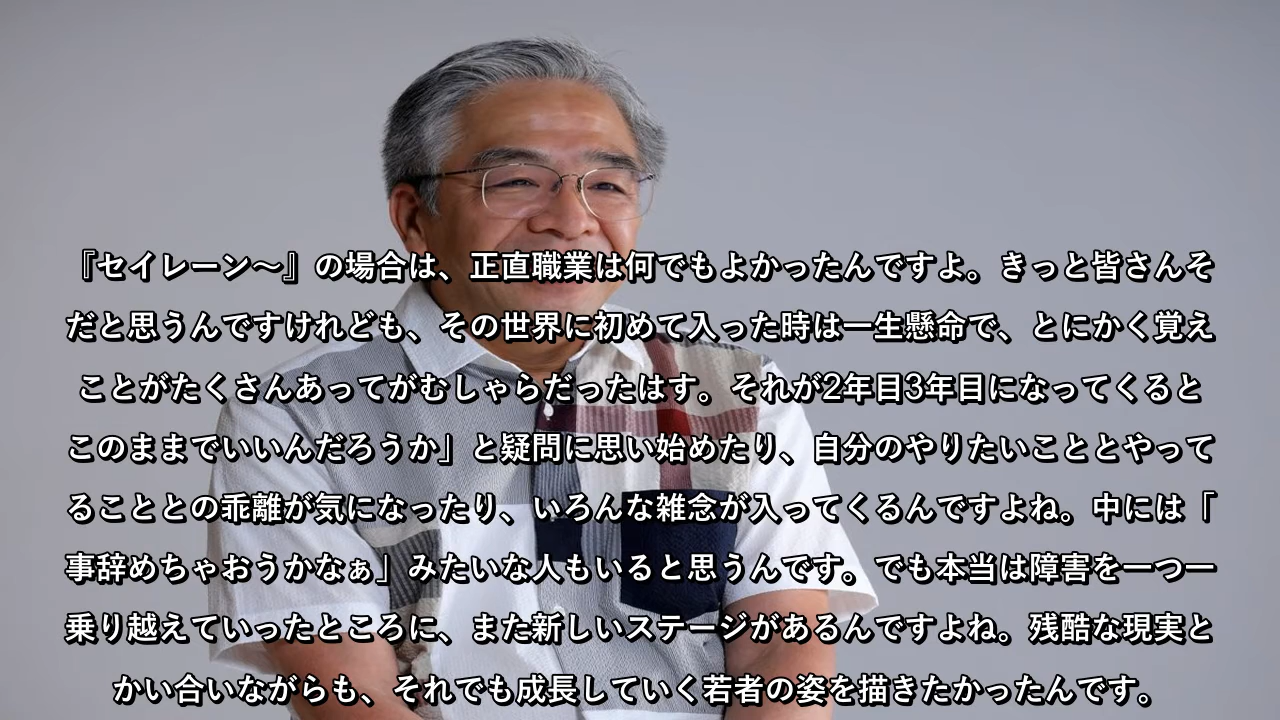 『セイレーン～』の場合は、正直職業は何でもよかったんですよ。きっと皆さんそ
だと思うんですけれども、その世界に初めて入った時は一生懸命で、とにかく覚え
ことがたくさんあってがむしゃらだったはす。それが2年目3年目になってくると
このままでいいんだろうか」と疑問に思い始めたり、自分のやりたいこととやって
ることとの乖離が気になったり、いろんな雑念が入ってくるんですよね。中には「
事辞めちゃおうかなぁ」みたいな人もいると思うんです。でも本当は障害を一つ一
乗り越えていったところに、また新しいステージがあるんですよね。残酷な現実と
かい合いながらも、それでも成長していく若者の姿を描きたかったんです。